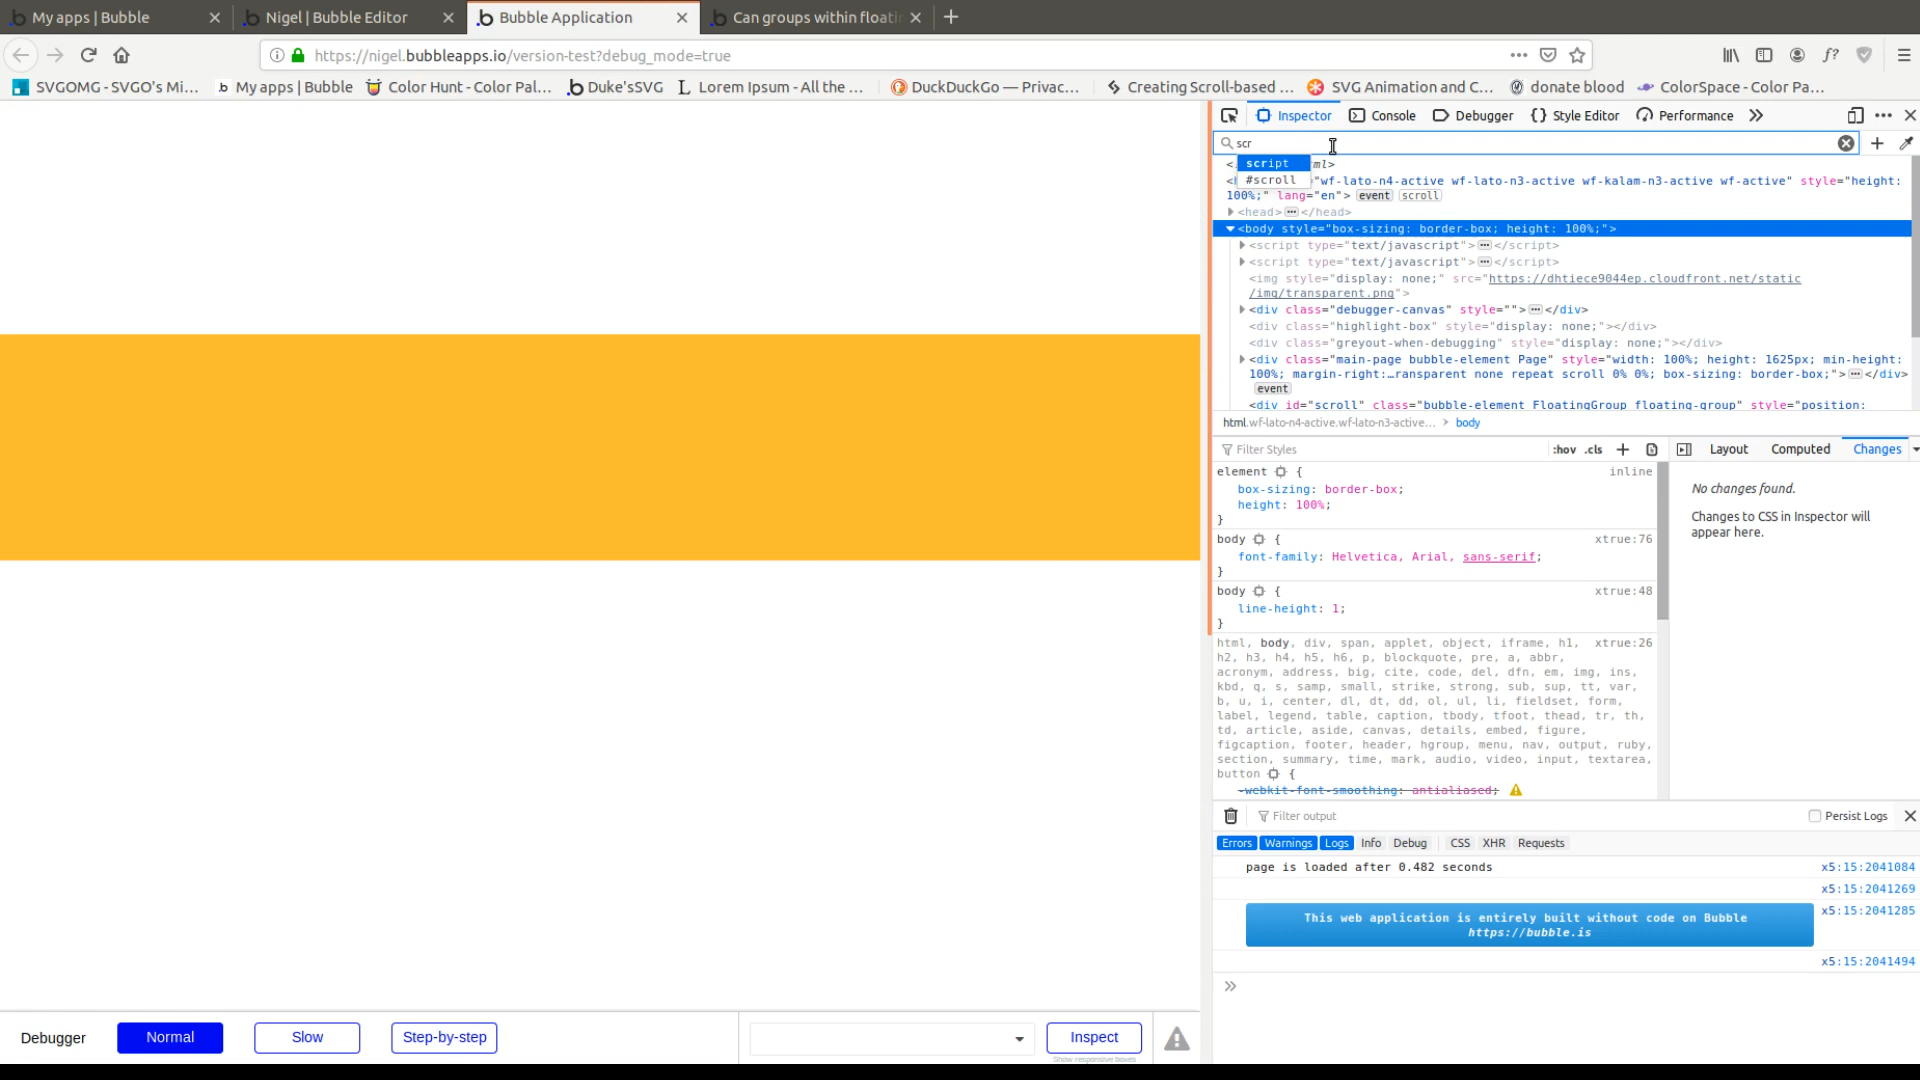 My apps | Bubble
Nigel | Bubble Editor
Bubble Application
Can groups within floati
https://nigel.bubbleapps.io/version-test?debug_mode=true
SVGOMG - SVGO's Mi...
My apps | Bubble
Color Hunt - Color Pal...
Duke'sSVG
Lorem Ipsum - All the ...
DuckDuckGo — Privac...
Creating Scroll-based ...
SVG Animation and C...
donate blood
ColorSpace - Color Pa...
Inspector
Console
Debugger
Style Editor
Performance
scr
script
#scroll
ml>
"wf-lato-n4-active wf-lato-n3-active wf-kalam-n3-active wf-active" style="height:
100%;" lang="en"> event scroll
<head> </head>
<body style="box-sizing: border-box; height: 100%;">
<script type="text/javascript"> </script>
<script type="text/javascript"> </script>
<img style="display: none;" src="https://dhtiece9044ep.cloudfront.net/static
/img/transparent.png">
<div class="debugger-canvas" style=""> </div>
<div class="highlight-box" style="display: none;"></div>
<div class="greyout-when-debugging" style="display: none;"></div>
<div class="main-page bubble-element Page" style="width: 100%; height: 1625px; min-height:
100%; margin-right:…ransparent none repeat scroll 0% 0%; box-sizing: border-box;"> </div>
event
<div id="scroll" class="bubble-element FloatingGroup floating-group" style="position:
html.wf-lato-n4-active.wf-lato-n3-active… > body
Filter Styles
:hov .cls +
Layout
Computed
Changes
element {
inline
box-sizing: border-box;
height: 100%;
}
body {
xtrue:76
font-family: Helvetica, Arial, sans-serif;
}
body {
xtrue:48
line-height: 1;
}
html, body, div, span, applet, object, iframe, h1,
xtrue:26
h2, h3, h4, h5, h6, p, blockquote, pre, a, abbr,
acronym, address, big, cite, code, del, dfn, em, img, ins,
kbd, q, s, samp, small, strike, strong, sub, sup, tt, var,
b, u, i, center, dl, dt, dd, ol, ul, li, fieldset, form,
label, legend, table, caption, tbody, tfoot, thead, tr, th,
td, article, aside, canvas, details, embed, figure,
figcaption, footer, header, hgroup, menu, nav, output, ruby,
section, summary, time, mark, audio, video, input, textarea,
button {
-webkit-font-smoothing: antialiased;
No changes found.
Changes to CSS in Inspector will
appear here.
Filter output
Persist Logs
Errors
Warnings
Logs
Info
Debug
CSS
XHR
Requests
page is loaded after 0.482 seconds
x5:15:2041084
x5:15:2041269
This web application is entirely built without code on Bubble
https://bubble.is
x5:15:2041285
x5:15:2041494
Debugger
Normal
Slow
Step-by-step
Inspect
Show responsive boxes